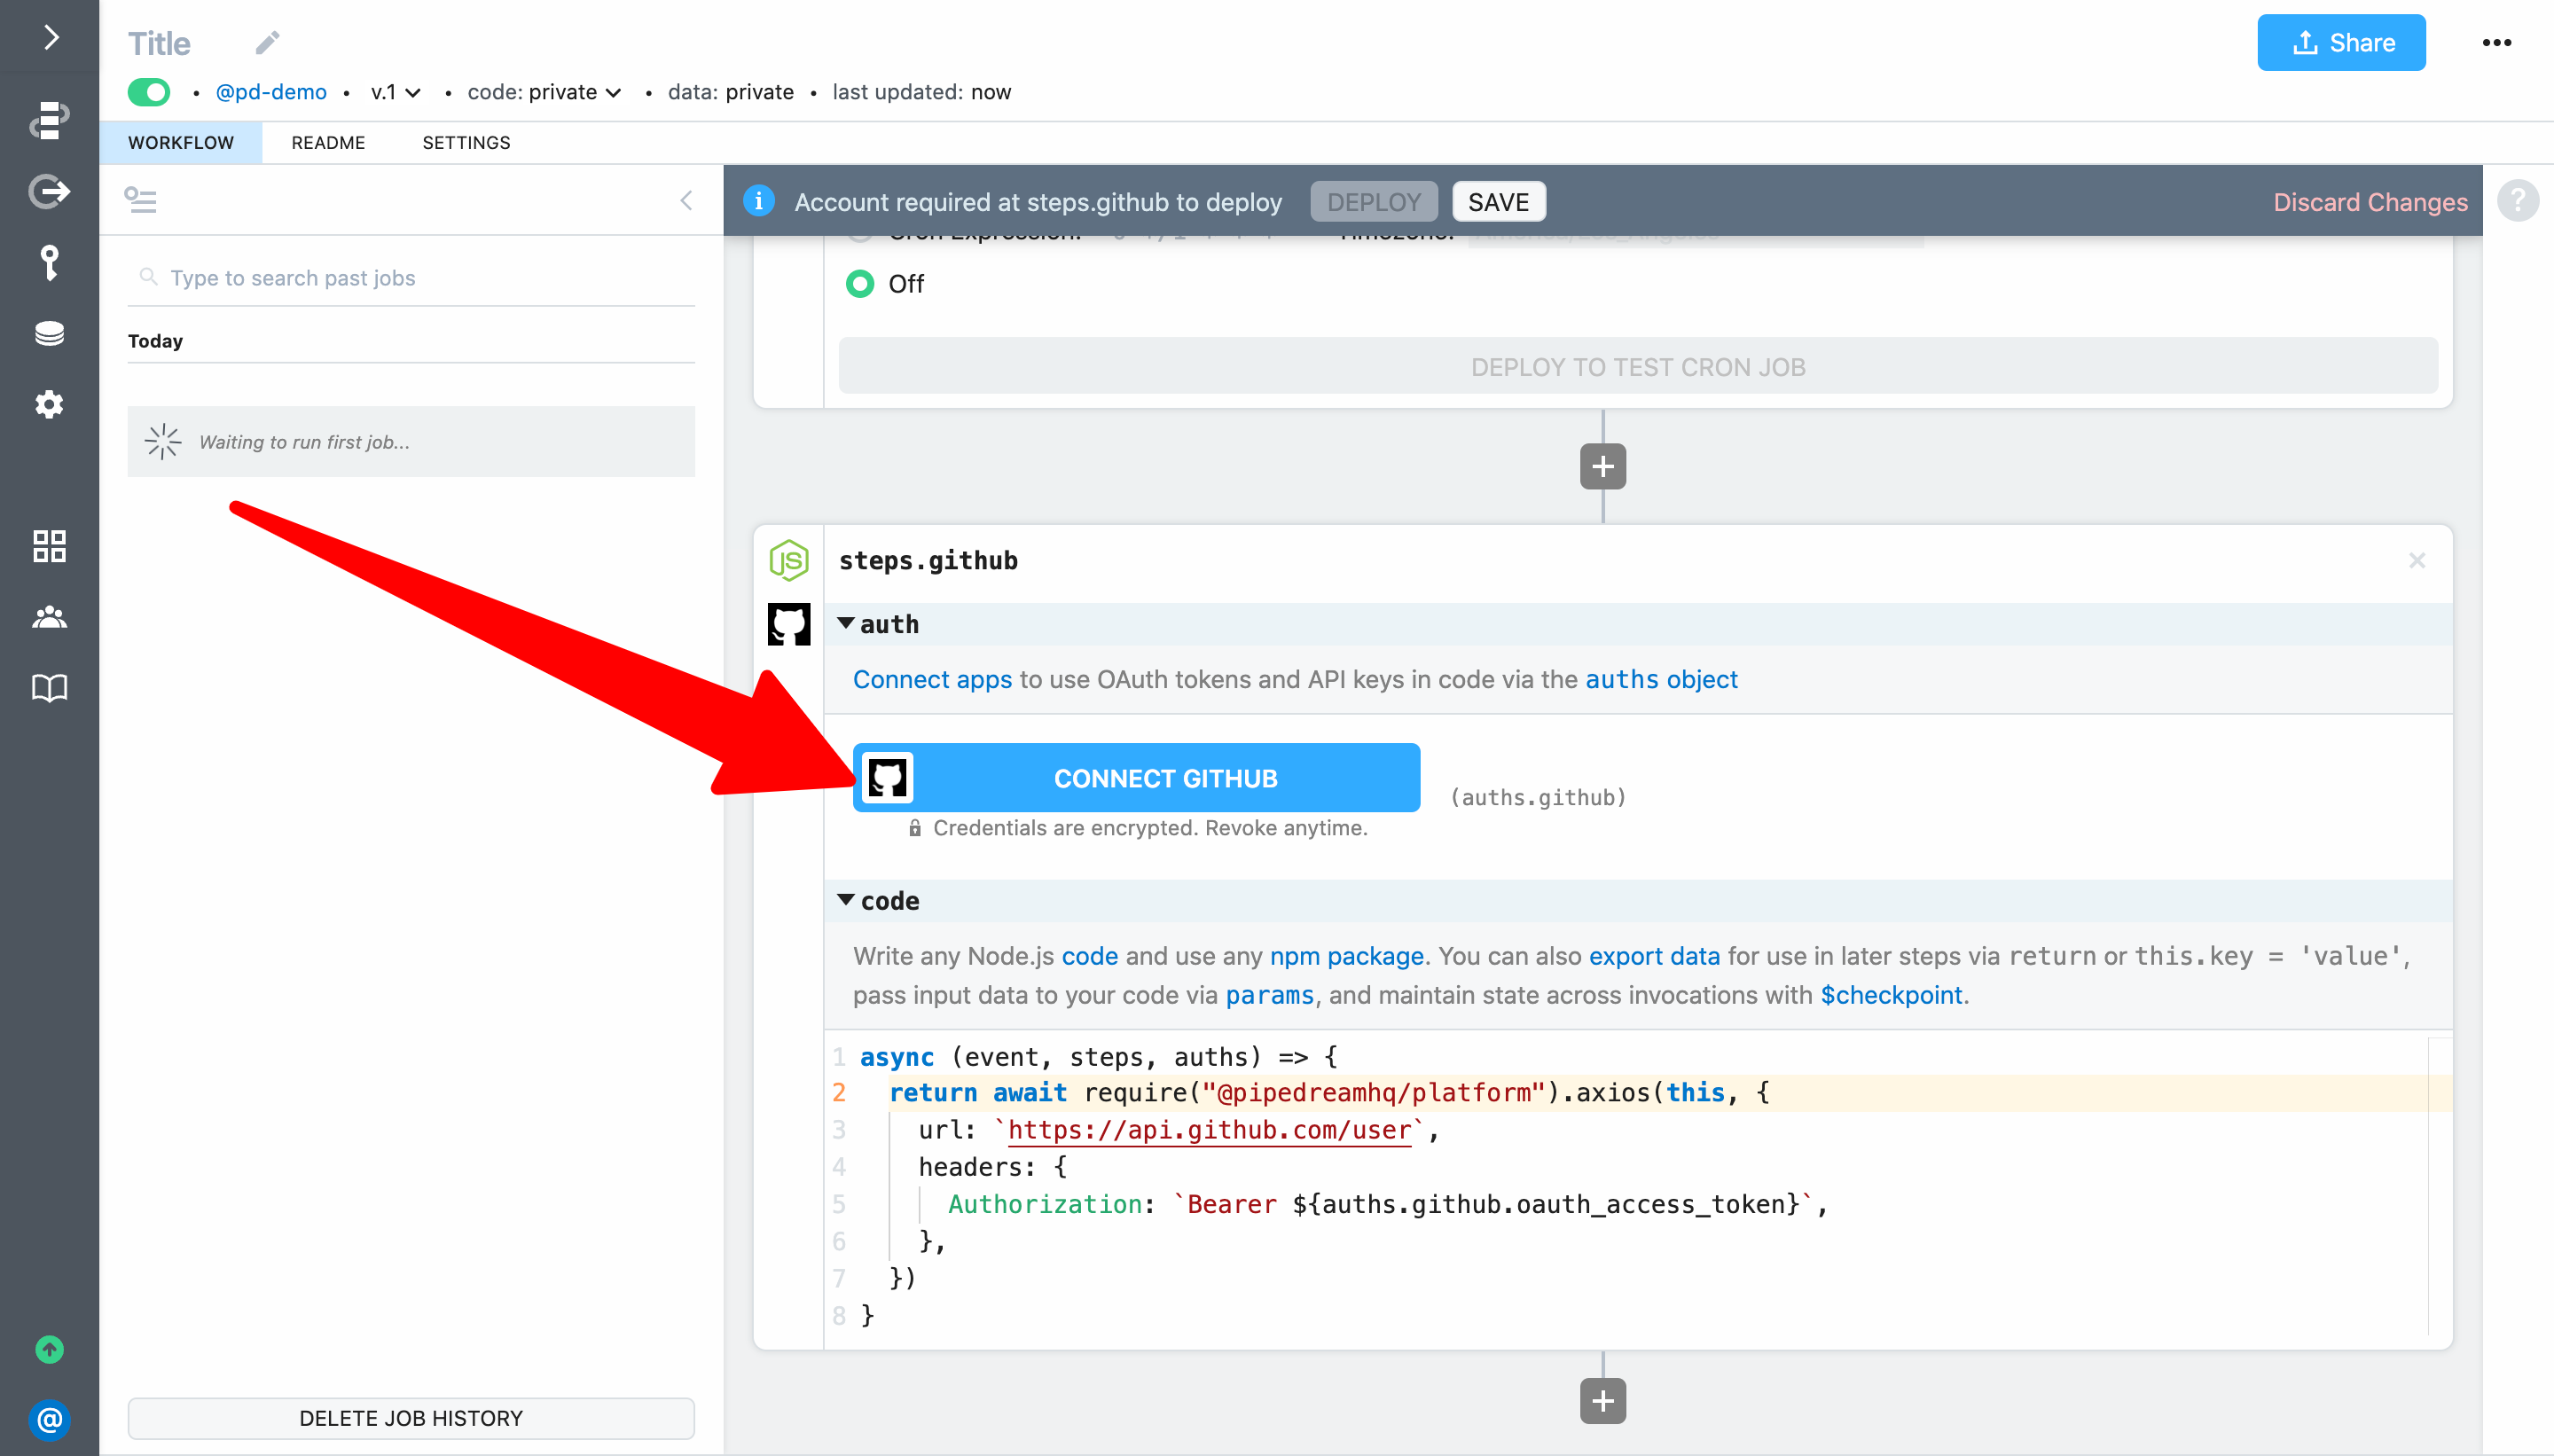 Title
Share
@pd-demo • v.1 • code: private • data: private • last updated: now
WORKFLOW README SETTINGS
Account required at steps.github to deploy DEPLOY SAVE Discard Changes ?
Type to search past jobs
Today
Waiting to run first job...
DELETE JOB HISTORY
Cron Expression: Timezone: America/Los_Angeles
Off
DEPLOY TO TEST CRON JOB
+
JS steps.github
auth
Connect apps to use OAuth tokens and API keys in code via the auths object
CONNECT GITHUB (auths.github)
Credentials are encrypted. Revoke anytime.
code
Write any Node.js code and use any npm package. You can also export data for use in later steps via return or this.key = 'value',
pass input data to your code via params, and maintain state across invocations with $checkpoint.
1 async (event, steps, auths) => {
2 return await require("@pipedreamhq/platform").axios(this, {
3 url: `https://api.github.com/user`,
4 headers: {
5 Authorization: `Bearer ${auths.github.oauth_access_token}`,
6 },
7 })
8 }
+
@